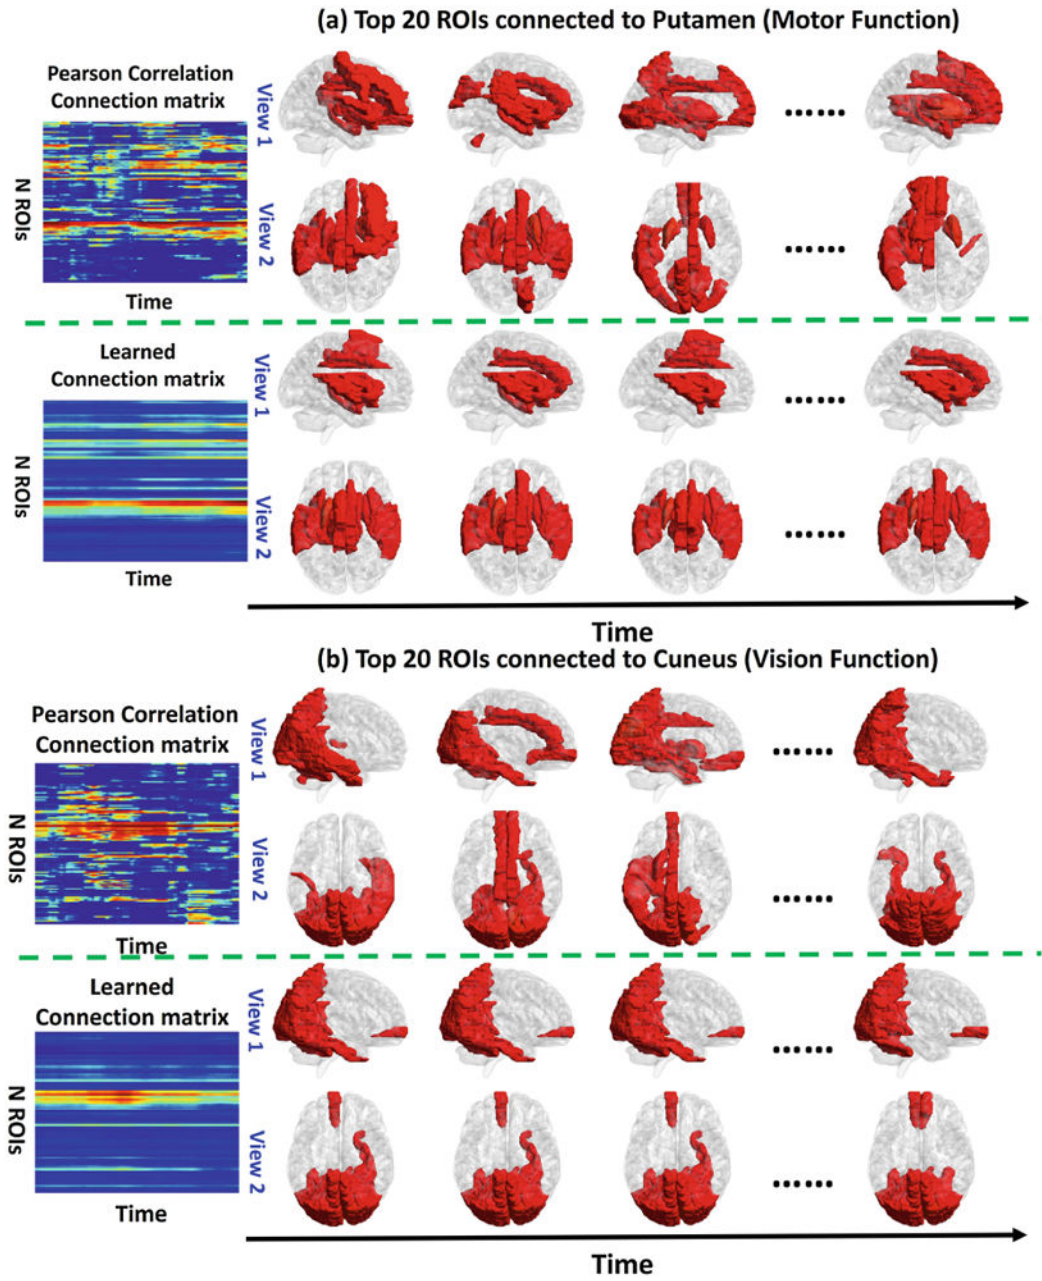 (a) Top 20 ROIs connected to Putamen (Motor Function)
Pearson Correlation
Connection matrix
N ROIs
Time
View 1
View 2
......
......
Learned
Connection matrix
N ROIs
Time
View 1
View 2
......
......
Time
(b) Top 20 ROIs connected to Cuneus (Vision Function)
Pearson Correlation
Connection matrix
N ROIs
Time
View 1
View 2
......
......
Learned
Connection matrix
N ROIs
Time
View 1
View 2
......
......
Time